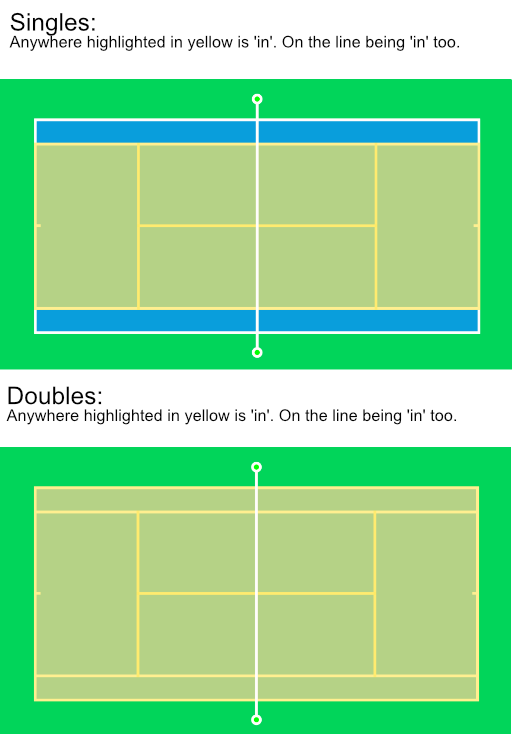 Singles:
Anywhere highlighted in yellow is 'in'. On the line being 'in' too.
Doubles:
Anywhere highlighted in yellow is 'in'. On the line being 'in' too.